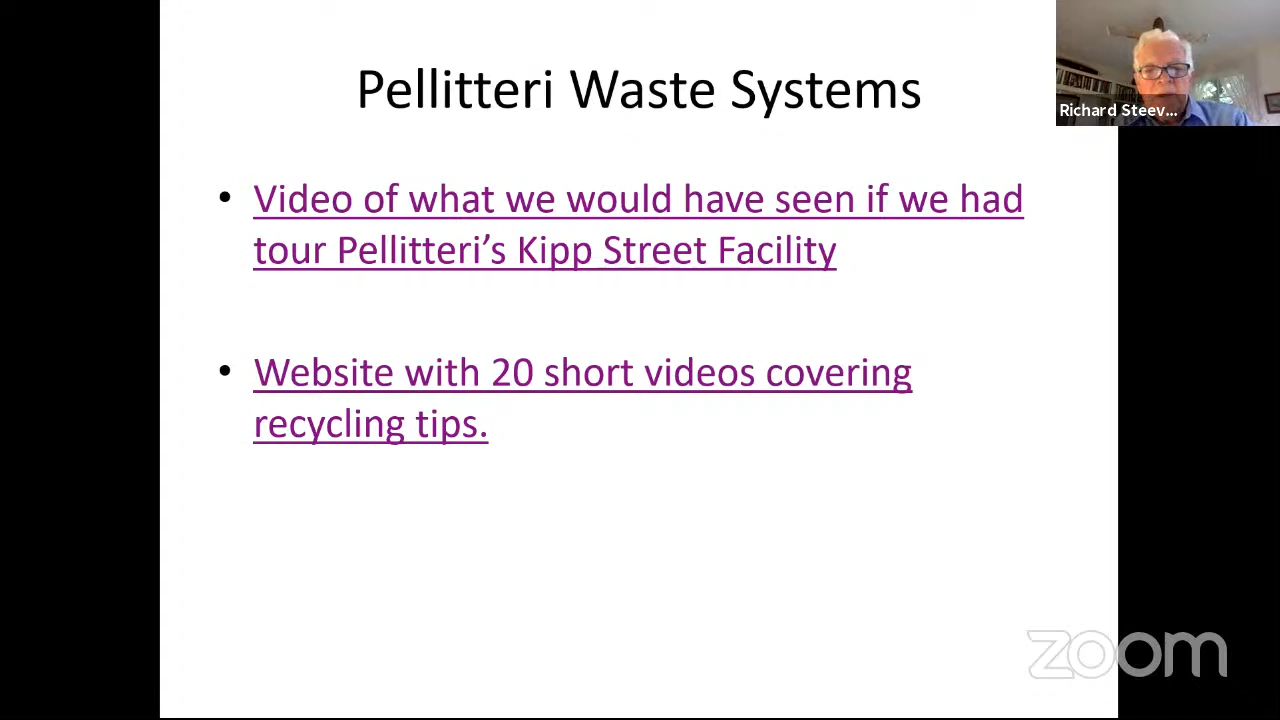 Pellitteri Waste Systems
Richard Steev...
• Video of what we would have seen if we had
tour Pellitteri’s Kipp Street Facility
• Website with 20 short videos covering
recycling tips.
zoom